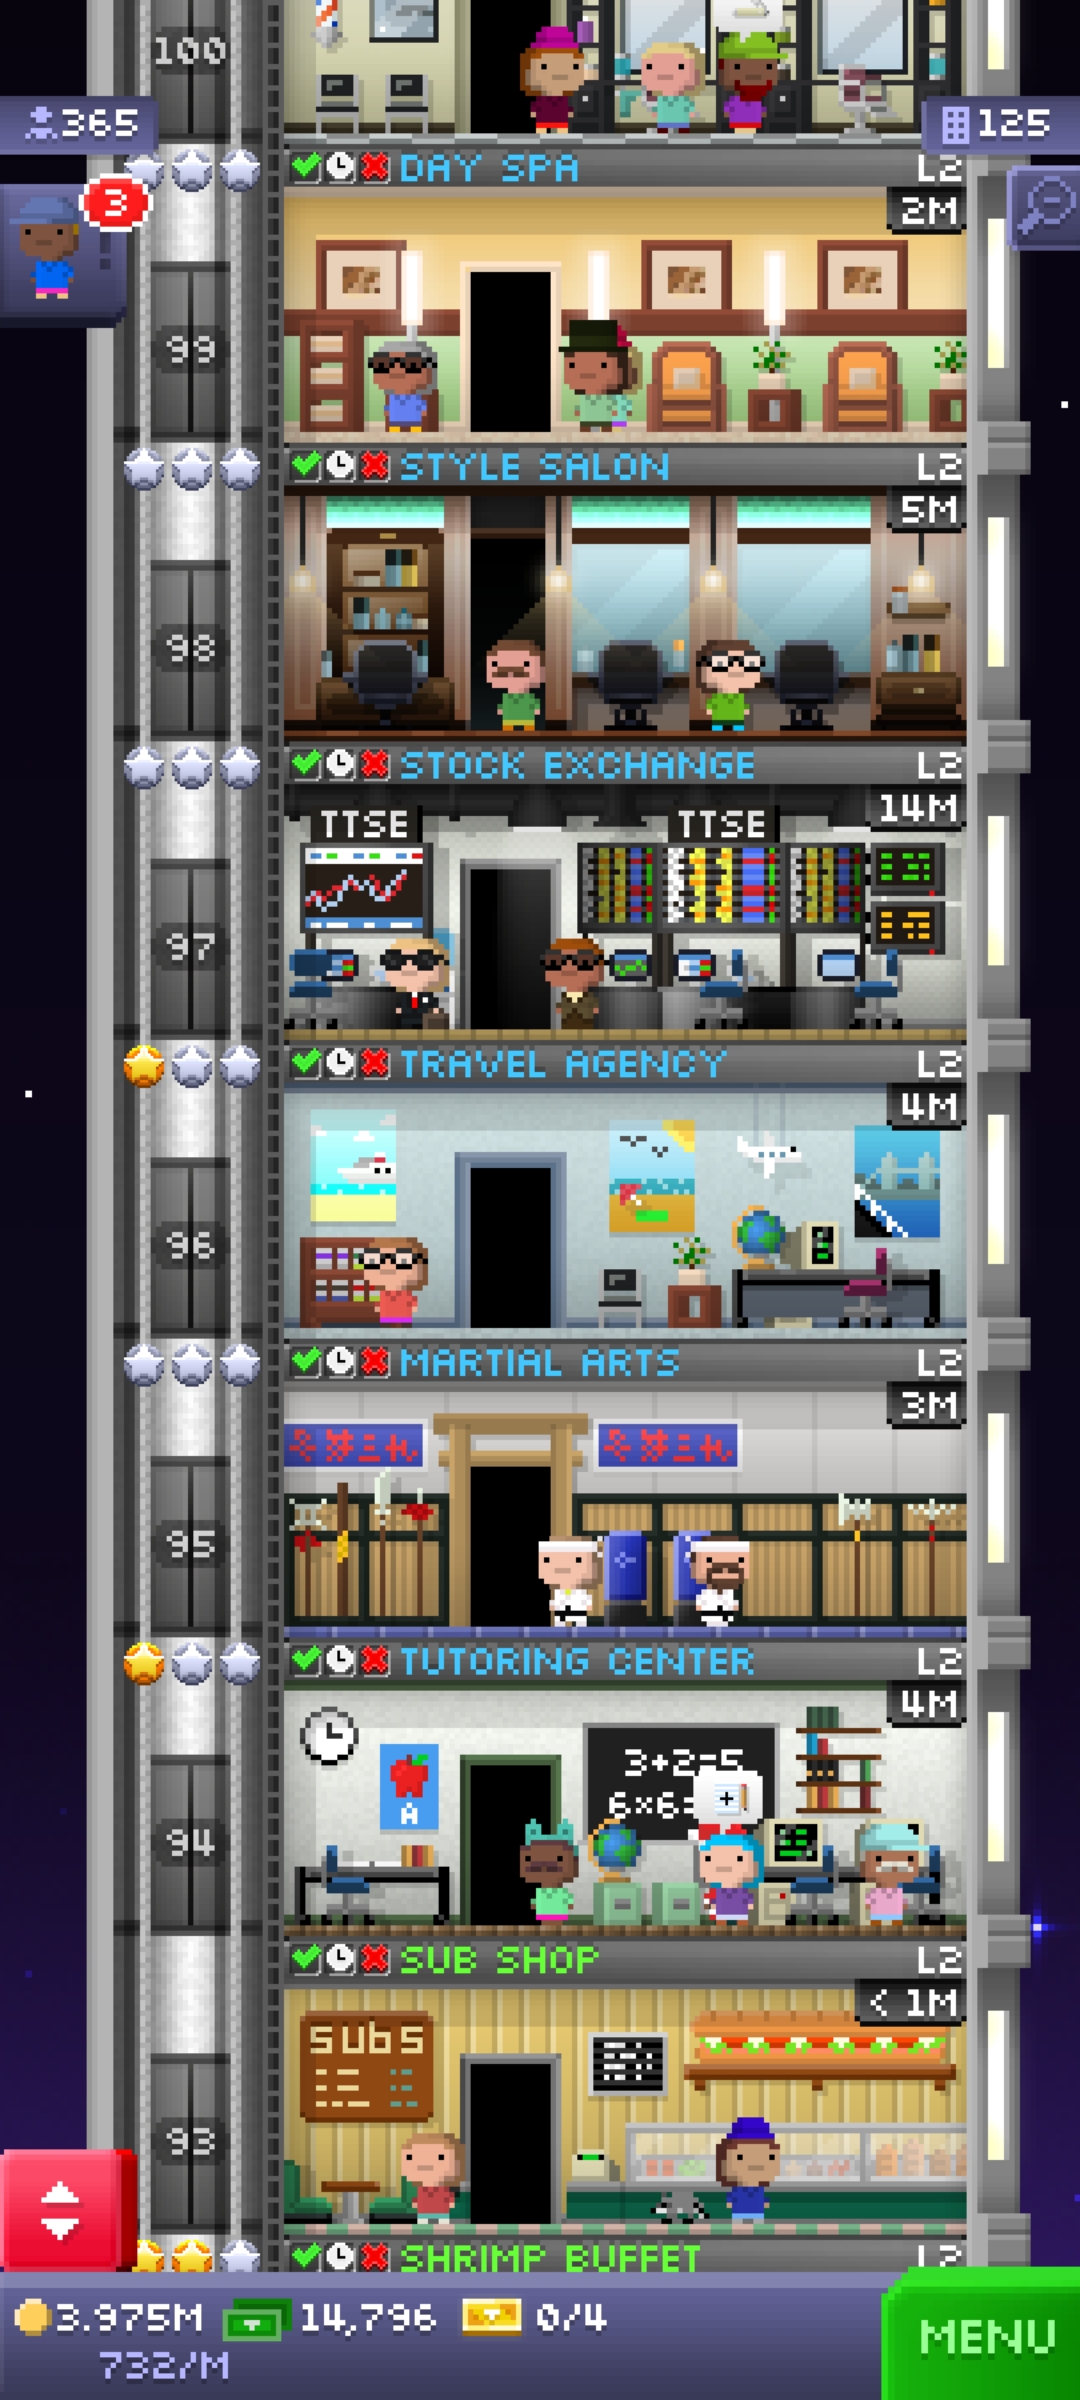 100
365
125
3
DAY SPA L2
2M
99
STYLE SALON L2
5M
98
STOCK EXCHANGE L2
14M
TTSE TTSE
97
TRAVEL AGENCY L2
4M
96
MARTIAL ARTS L2
3M
95
TUTORING CENTER L2
4M
3+2=5
A
6x6=
94
SUB SHOP L2
< 1M
SUBS
93
SHRIMP BUFFET L2
3.975M 14,796 0/4
732/M
MENU